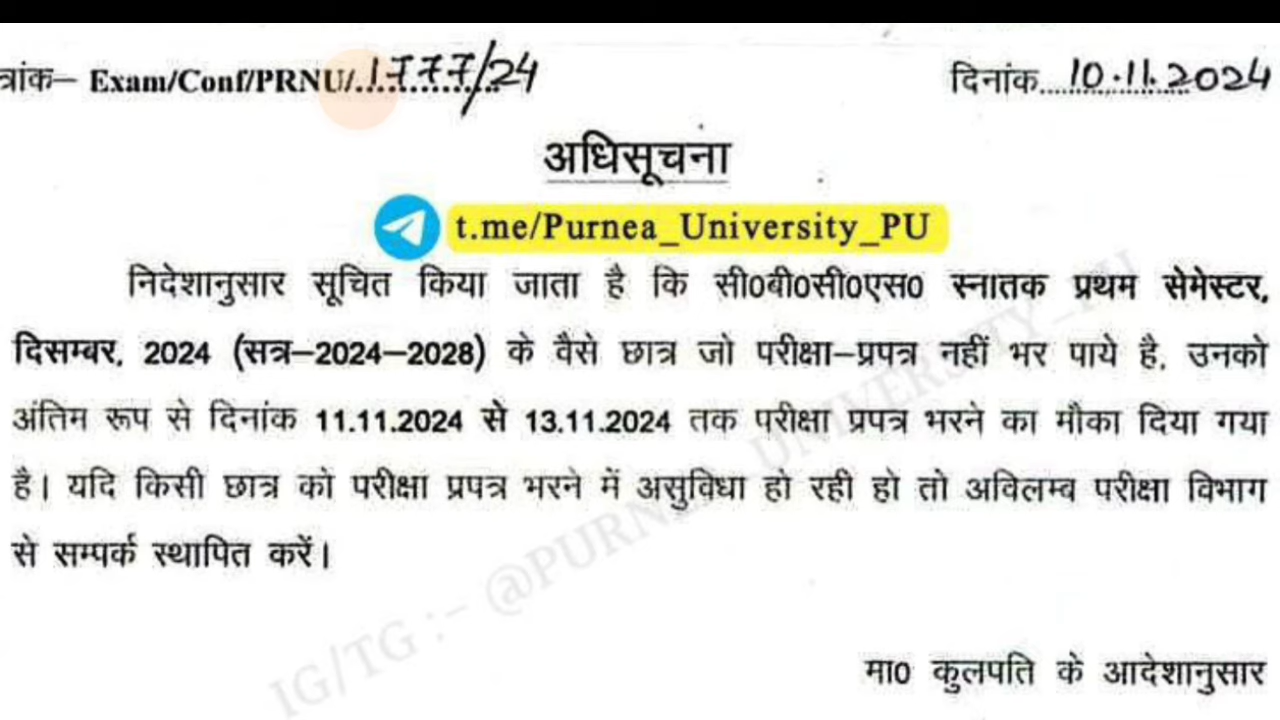 त्रांक– Exam/Conf/PRNU/.1777/24 दिनांक....10.11.2024
अधिसूचना
t.me/Purnea_University_PU
निदेशानुसार सूचित किया जाता है कि सी0बी0सी0एस0 स्नातक प्रथम सेमेस्टर,
दिसम्बर, 2024 (सत्र–2024–2028) के वैसे छात्र जो परीक्षा–प्रपत्र नहीं भर पाये है, उनको
अंतिम रूप से दिनांक 11.11.2024 से 13.11.2024 तक परीक्षा प्रपत्र भरने का मौका दिया गया
है। यदि किसी छात्र को परीक्षा प्रपत्र भरने में असुविधा हो रही हो तो अविलम्ब परीक्षा विभाग
से सम्पर्क स्थापित करें।
IG/TG :- @PURNEA_UNIVERSITY_PU
मा0 कुलपति के आदेशानुसार